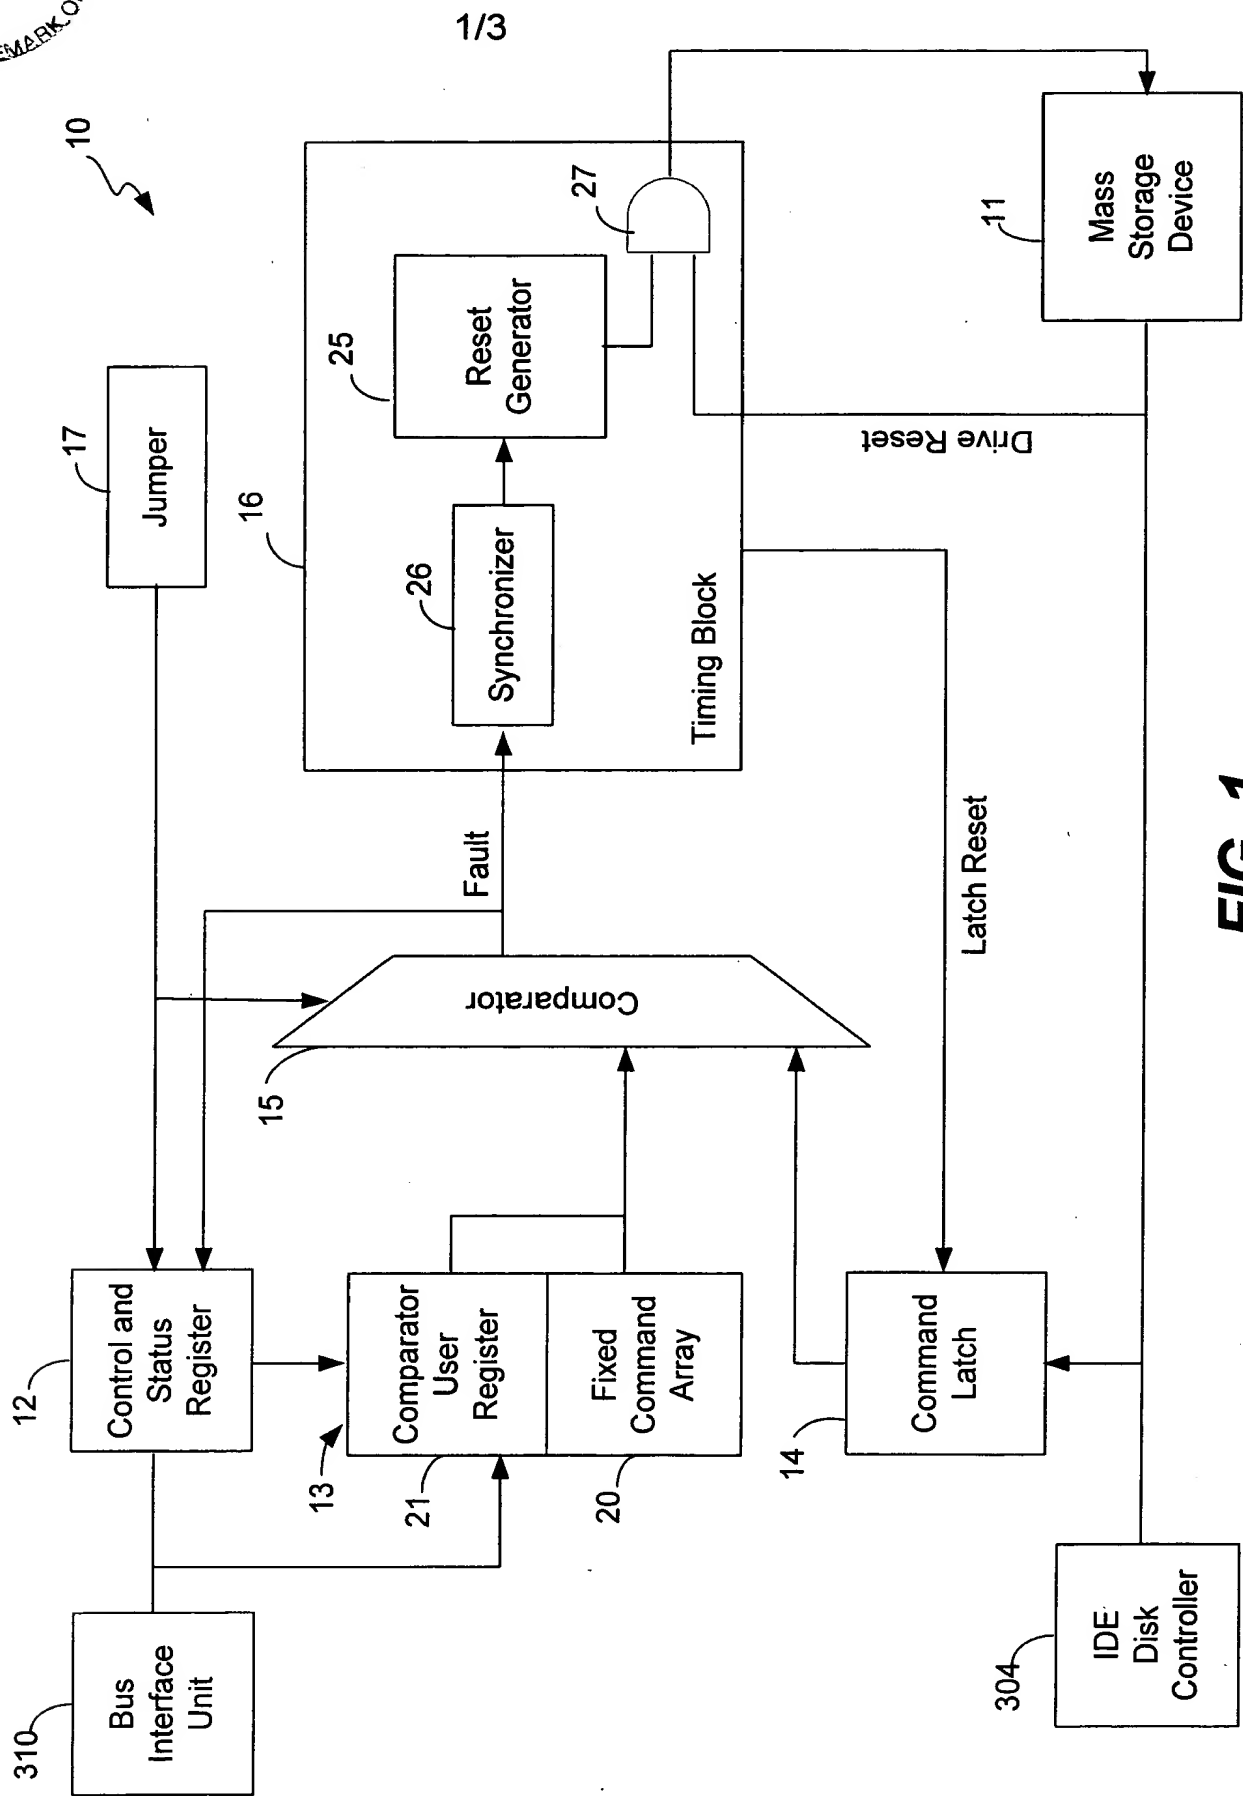 1/3
10
Jumper
17
16
25
Reset
Generator
26
Synchronizer
27
Timing Block
Drive Reset
11
Mass
Storage
Device
Fault
Comparator
15
Latch Reset
12
Control and
Status
Register
13
Comparator
User
Register
21
Fixed
Command
Array
20
14
Command
Latch
310
Bus
Interface
Unit
304
IDE
Disk
Controller
FIG. 1